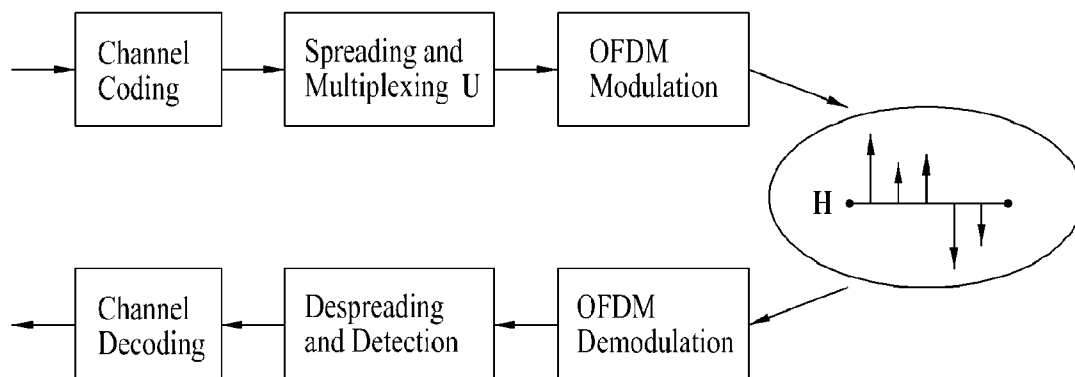 Channel
Coding
Spreading and
Multiplexing U
OFDM
Modulation
H
Channel
Decoding
Despreading
and Detection
OFDM
Demodulation